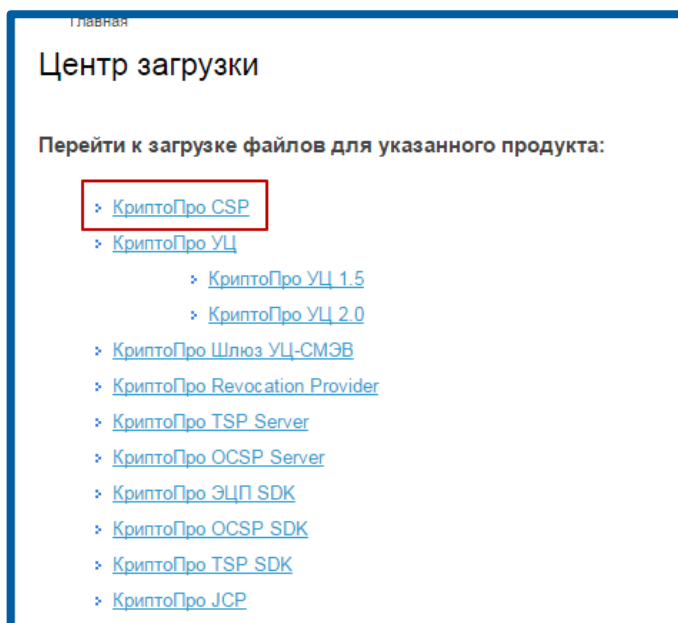 Главная
Центр загрузки
Перейти к загрузке файлов для указанного продукта:
КриптоПро CSP
КриптоПро УЦ
КриптоПро УЦ 1.5
КриптоПро УЦ 2.0
КриптоПро Шлюз УЦ-СМЭВ
КриптоПро Revocation Provider
КриптоПро TSP Server
КриптоПро OCSP Server
КриптоПро ЭЦП SDK
КриптоПро OCSP SDK
КриптоПро TSP SDK
КриптоПро JCP